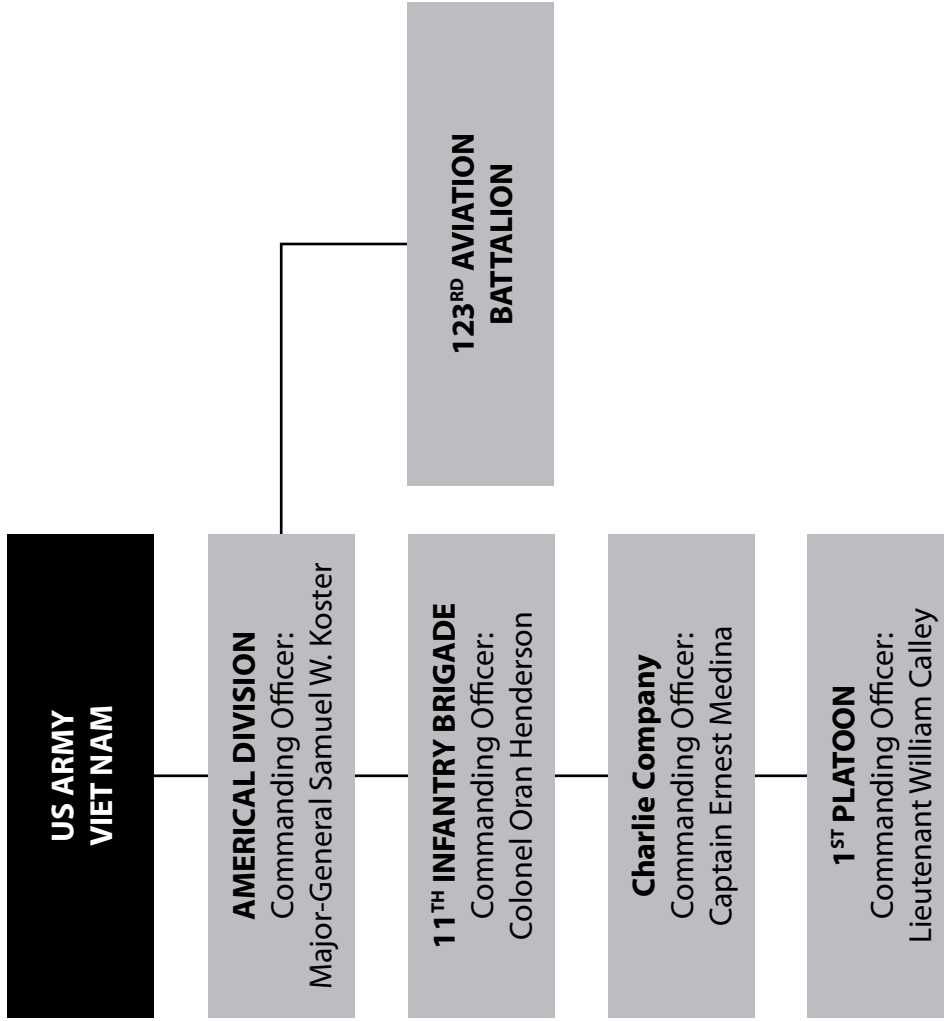 US ARMY
VIET NAM
AMERICAL DIVISION
Commanding Officer:
Major-General Samuel W. Koster
123RD AVIATION
BATTALION
11TH INFANTRY BRIGADE
Commanding Officer:
Colonel Oran Henderson
Charlie Company
Commanding Officer:
Captain Ernest Medina
1ST PLATOON
Commanding Officer:
Lieutenant William Calley